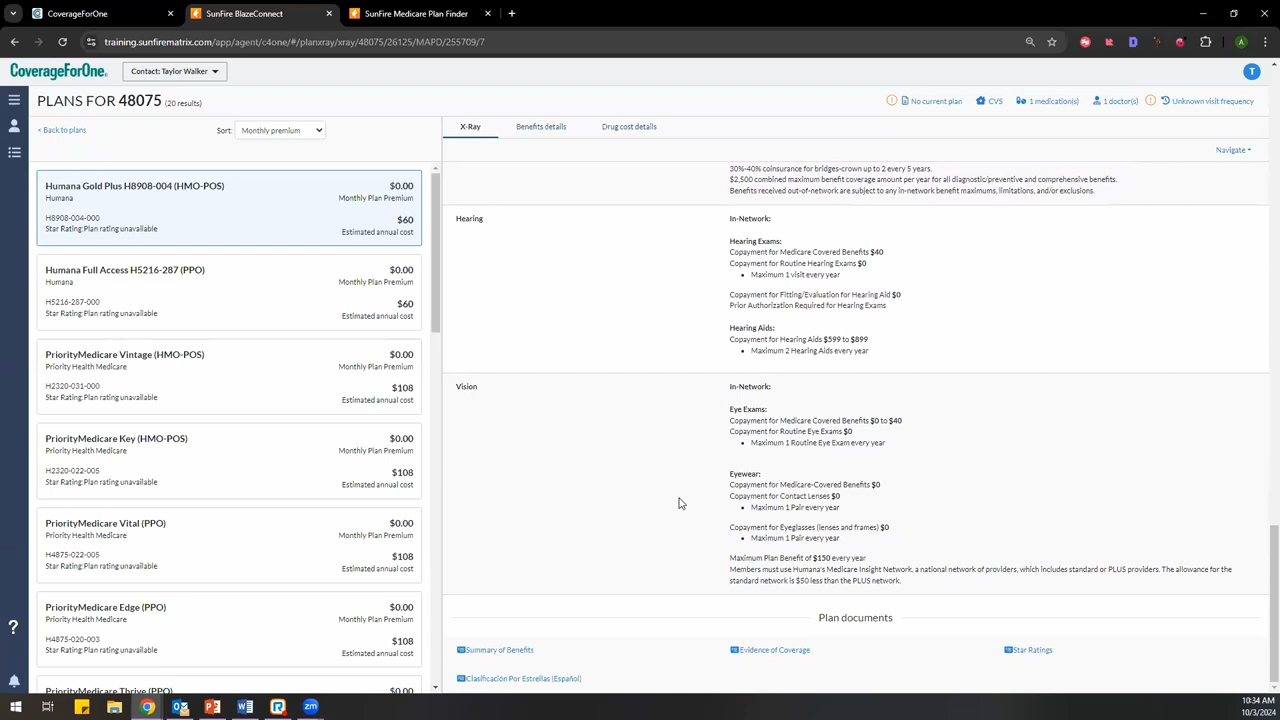 CoverageForOne
SunFire BlazeConnect
SunFire Medicare Plan Finder
training.sunfirematrix.com/app/agent/c4one/#/planxray/xray/48075/26125/MAPD/255709/7
CoverageForOne.
Contact: Taylor Walker
T
PLANS FOR 48075 (20 results)
No current plan
CVS
1 medication(s)
1 doctor(s)
Unknown visit frequency
< Back to plans
Sort: Monthly premium
X-Ray
Benefits details
Drug cost details
Navigate
Humana Gold Plus H8908-004 (HMO-POS) $0.00
Humana Monthly Plan Premium
H8908-004-000 $60
Star Rating: Plan rating unavailable Estimated annual cost
Humana Full Access H5216-287 (PPO) $0.00
Humana Monthly Plan Premium
H5216-287-000 $60
Star Rating: Plan rating unavailable Estimated annual cost
PriorityMedicare Vintage (HMO-POS) $0.00
Priority Health Medicare Monthly Plan Premium
H2320-031-000 $108
Star Rating: Plan rating unavailable Estimated annual cost
PriorityMedicare Key (HMO-POS) $0.00
Priority Health Medicare Monthly Plan Premium
H2320-022-005 $108
Star Rating: Plan rating unavailable Estimated annual cost
PriorityMedicare Vital (PPO) $0.00
Priority Health Medicare Monthly Plan Premium
H4875-022-005 $108
Star Rating: Plan rating unavailable Estimated annual cost
PriorityMedicare Edge (PPO) $0.00
Priority Health Medicare Monthly Plan Premium
H4875-020-003 $108
Star Rating: Plan rating unavailable Estimated annual cost
PriorityMedicare Thrive (PPO) $0.00
30%-40% coinsurance for bridges-crown up to 2 every 5 years.
$2,500 combined maximum benefit coverage amount per year for all diagnostic/preventive and comprehensive benefits.
Benefits received out-of-network are subject to any in-network benefit maximums, limitations, and/or exclusions.
Hearing
In-Network:
Hearing Exams:
Copayment for Medicare Covered Benefits $40
Copayment for Routine Hearing Exams $0
• Maximum 1 visit every year
Copayment for Fitting/Evaluation for Hearing Aid $0
Prior Authorization Required for Hearing Exams
Hearing Aids:
Copayment for Hearing Aids $599 to $899
• Maximum 2 Hearing Aids every year
Vision
In-Network:
Eye Exams:
Copayment for Medicare Covered Benefits $0 to $40
Copayment for Routine Eye Exams $0
• Maximum 1 Routine Eye Exam every year
Eyewear:
Copayment for Medicare-Covered Benefits $0
Copayment for Contact Lenses $0
• Maximum 1 Pair every year
Copayment for Eyeglasses (lenses and frames) $0
• Maximum 1 Pair every year
Maximum Plan Benefit of $150 every year
Members must use Humana's Medicare Insight Network, a national network of providers, which includes standard or PLUS providers. The allowance for the
standard network is $50 less than the PLUS network.
Plan documents
Summary of Benefits
Evidence of Coverage
Star Ratings
Clasificación Por Estrellas (Español)
10:34 AM
10/3/2024